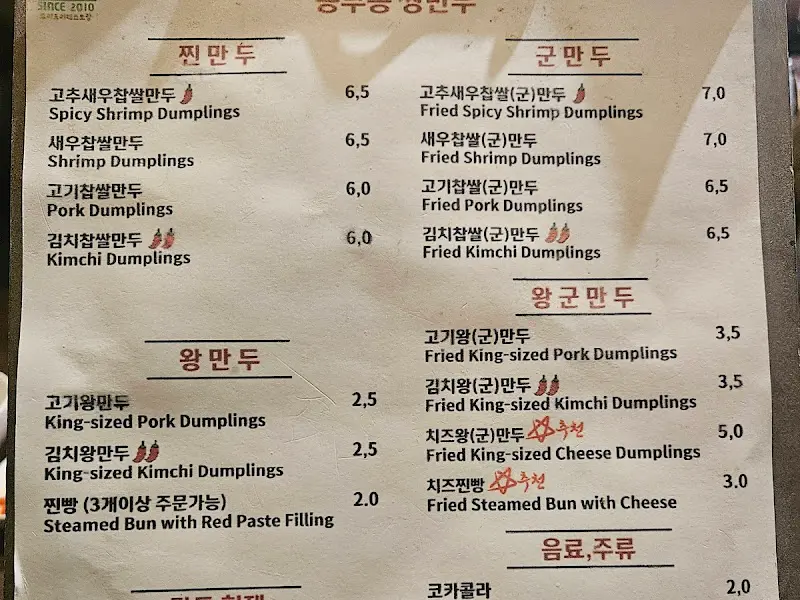 SINCE 2010
찐만두
고추새우찹쌀만두 6,5
Spicy Shrimp Dumplings
새우찹쌀만두 6,5
Shrimp Dumplings
고기찹쌀만두 6,0
Pork Dumplings
김치찹쌀만두 6,0
Kimchi Dumplings
왕만두
고기왕만두 2,5
King-sized Pork Dumplings
김치왕만두 2,5
King-sized Kimchi Dumplings
찐빵 (3개이상 주문가능) 2.0
Steamed Bun with Red Paste Filling
군만두
고추새우찹쌀(군)만두 7,0
Fried Spicy Shrimp Dumplings
새우찹쌀(군)만두 7,0
Fried Shrimp Dumplings
고기찹쌀(군)만두 6,5
Fried Pork Dumplings
김치찹쌀(군)만두 6,5
Fried Kimchi Dumplings
왕군만두
고기왕(군)만두 3,5
Fried King-sized Pork Dumplings
김치왕(군)만두 3,5
Fried King-sized Kimchi Dumplings
치즈왕(군)만두 추천 5,0
Fried King-sized Cheese Dumplings
치즈찐빵 추천 3.0
Fried Steamed Bun with Cheese
음료,주류
코카콜라 2,0